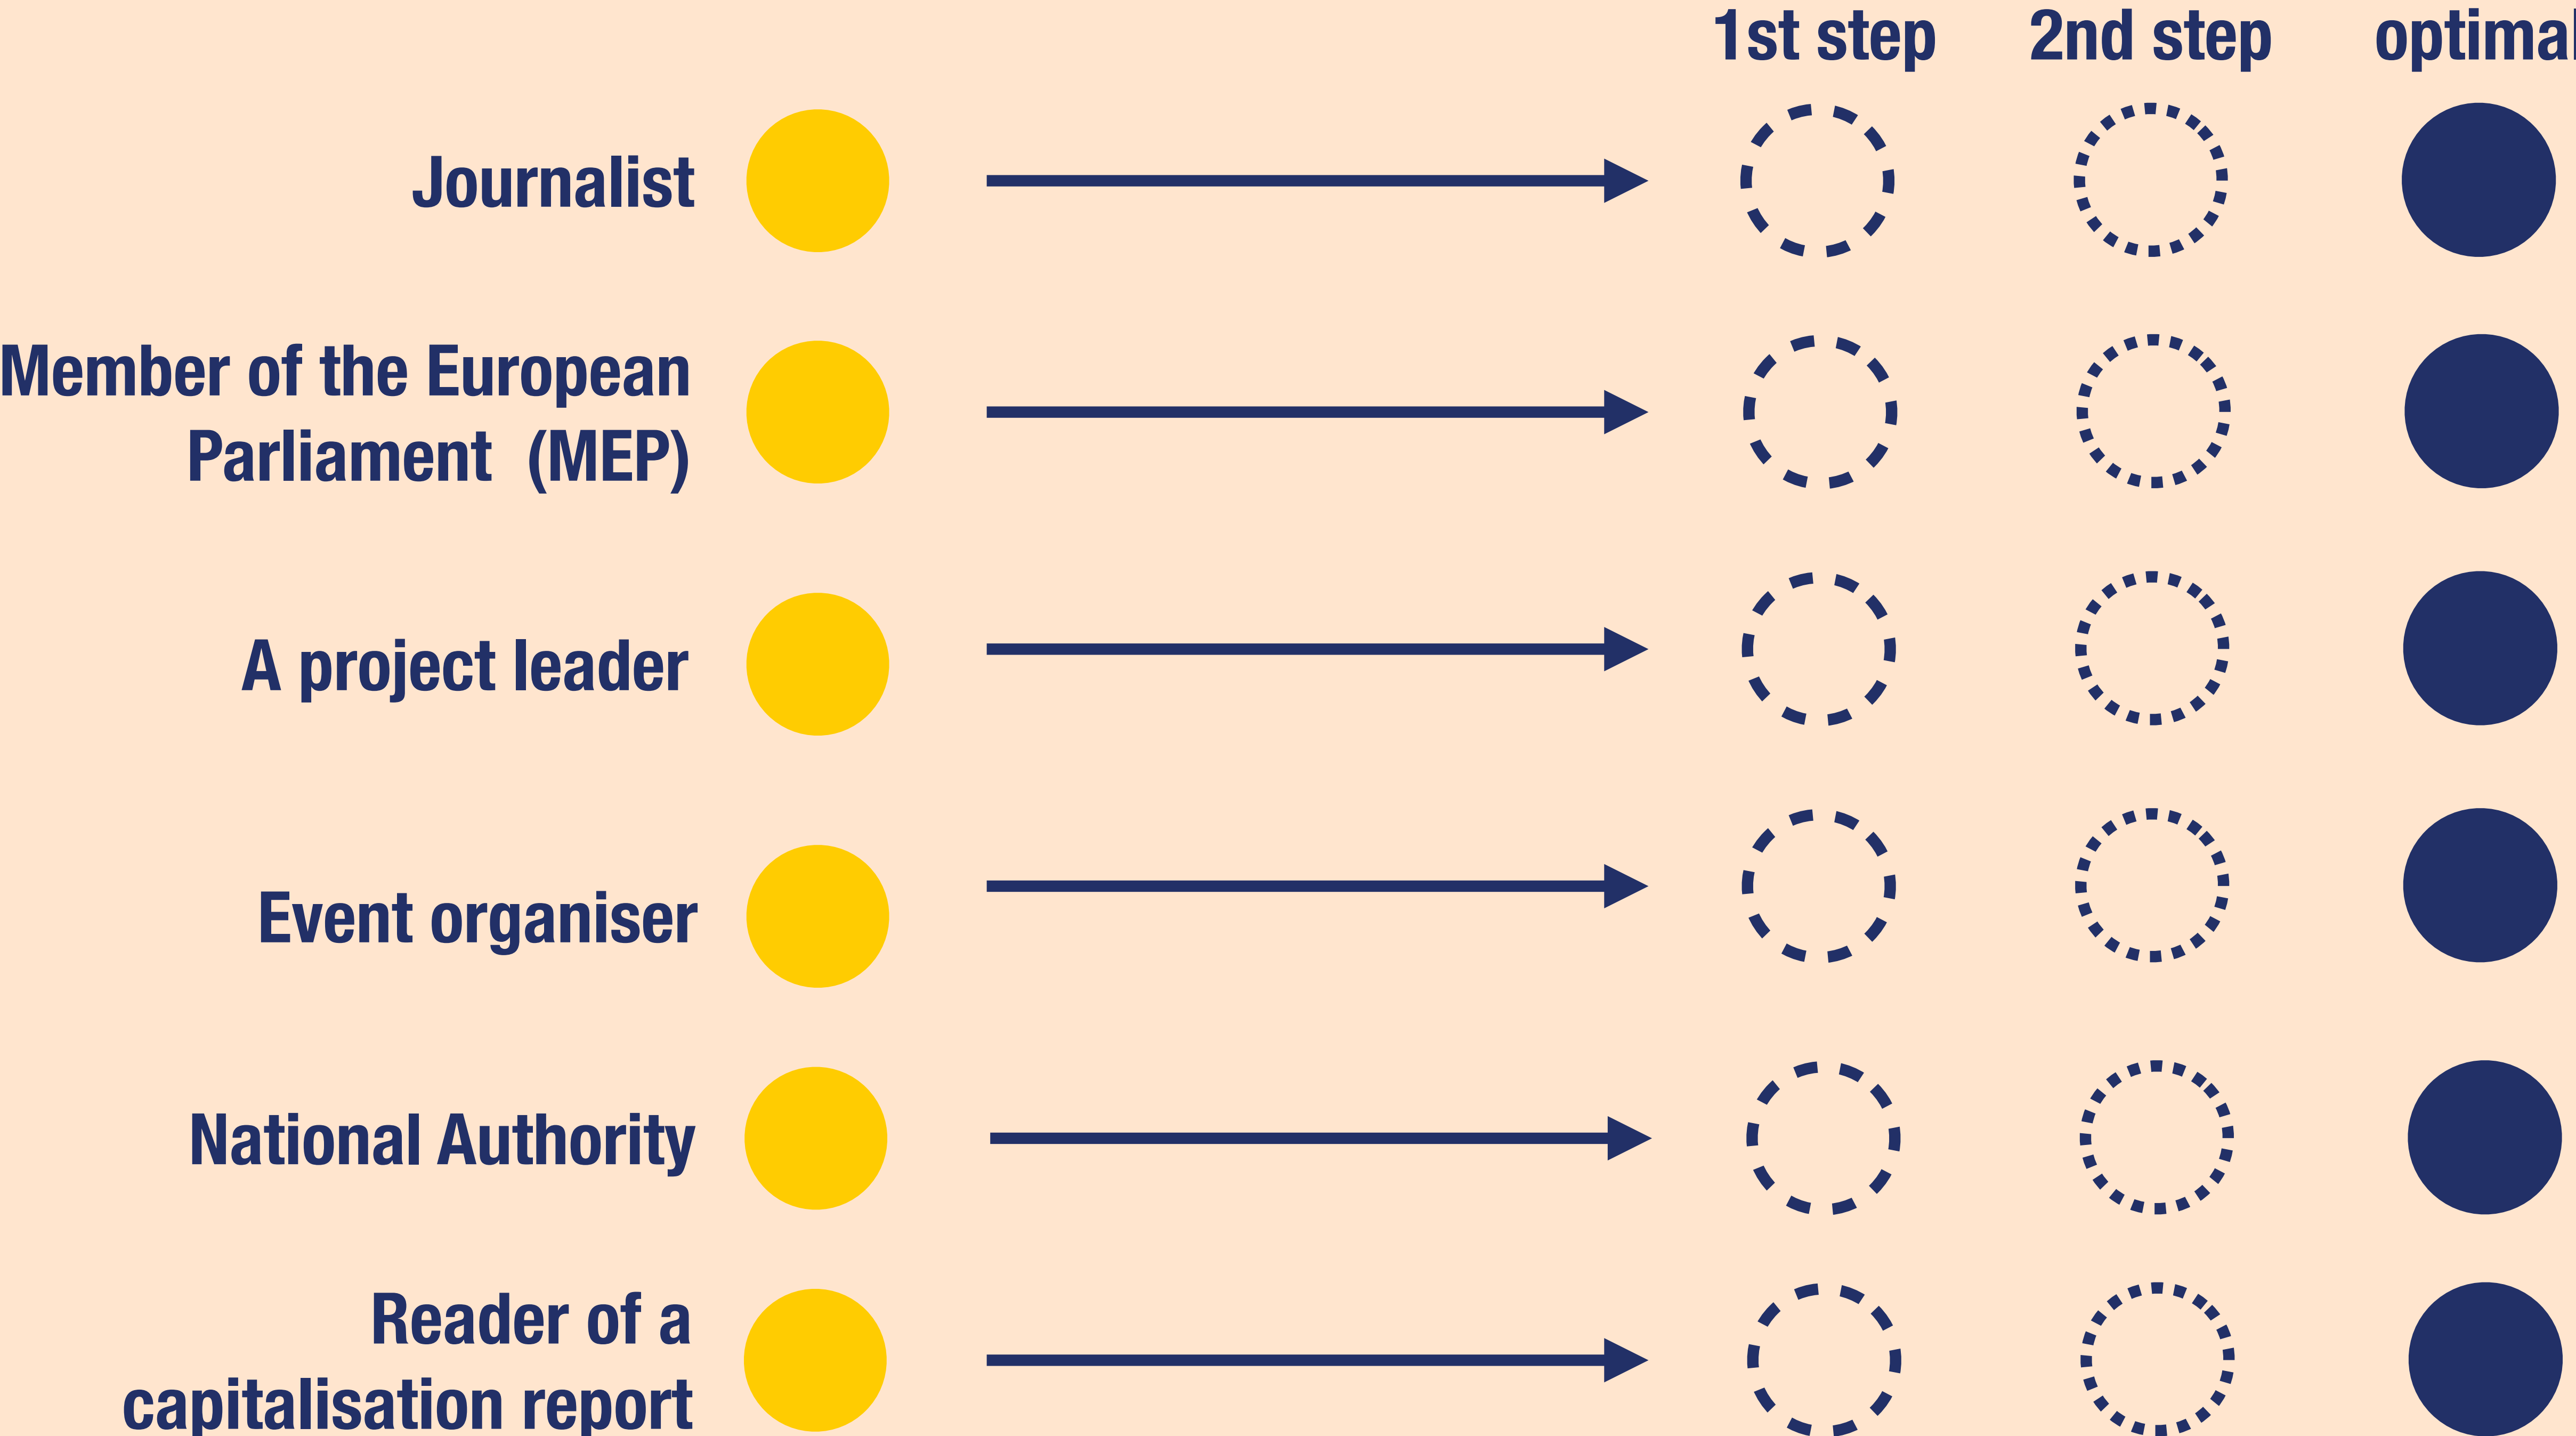 1st step 2nd step optimal
Journalist
Member of the European
Parliament (MEP)
A project leader
Event organiser
National Authority
Reader of a
capitalisation report